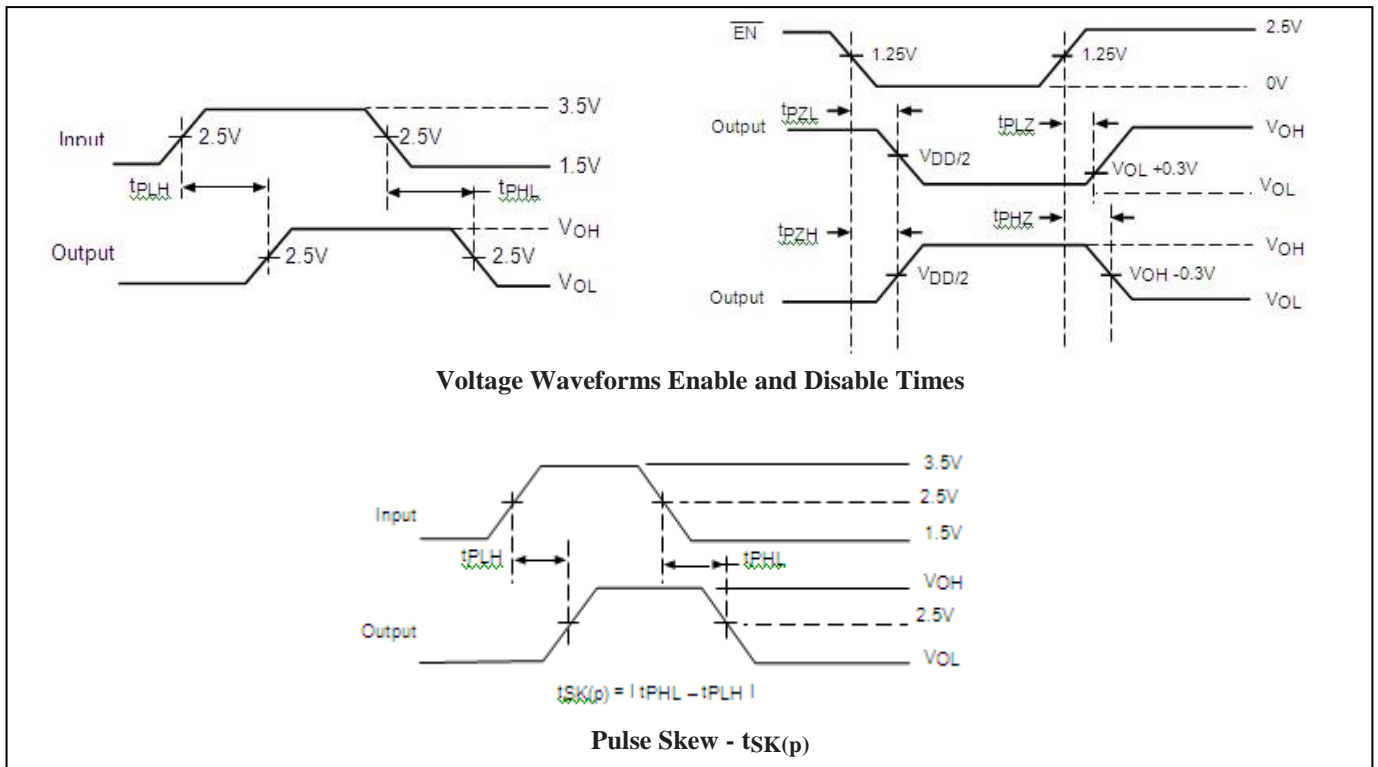 Input
2.5V
2.5V
3.5V
1.5V
tPLH
tPHL
Output
2.5V
2.5V
VOH
VOL
EN
1.25V
1.25V
2.5V
0V
tPZL
tPLZ
Output
VDD/2
VOL +0.3V
VOH
VOL
tPZH
tPHZ
Output
VDD/2
VOH -0.3V
VOH
VOL
Voltage Waveforms Enable and Disable Times
Input
3.5V
2.5V
1.5V
tPLH
tPHL
Output
VOH
2.5V
VOL
tSK(p) = | tPHL – tPLH |
Pulse Skew - tSK(p)